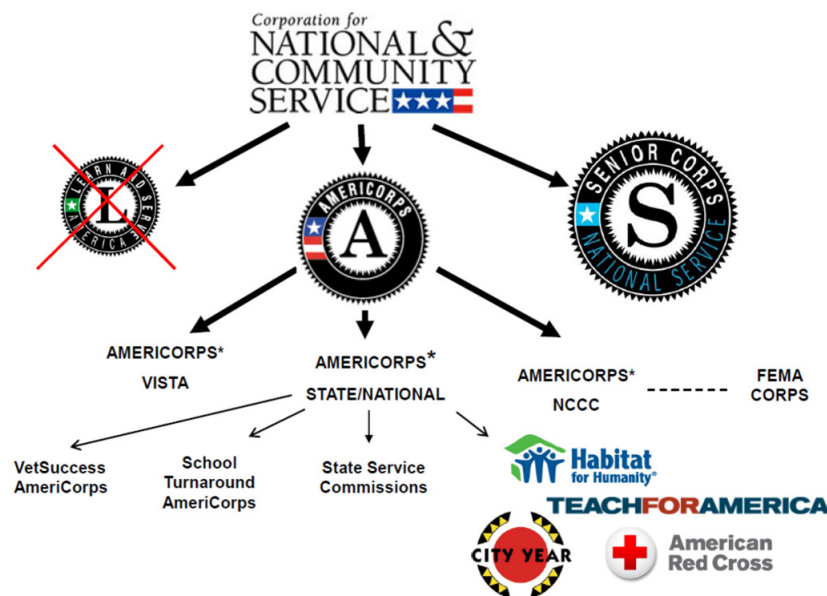 Corporation for
NATIONAL &
COMMUNITY
SERVICE
LEARN AND SERVE
AMERICA
L
AMERICORPS
A
SENIOR CORPS
NATIONAL SERVICE
S
AMERICORPS*
VISTA
AMERICORPS*
STATE/NATIONAL
AMERICORPS*
NCCC
FEMA
CORPS
VetSuccess
AmeriCorps
School
Turnaround
AmeriCorps
State Service
Commissions
Habitat
for Humanity®
TEACHFORAMERICA
CITY YEAR
American
Red Cross